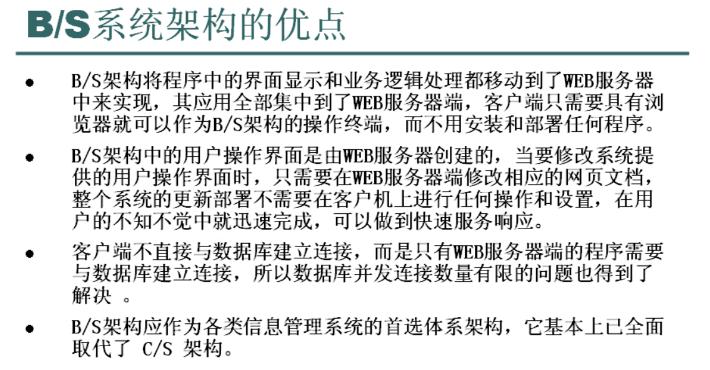 B/S系统架构的优点
B/S架构将程序中的界面显示和业务逻辑处理都移动到了WEB服务器
中来实现，其应用全部集中到了WEB服务器端，客户端只需要具有浏
览器就可以作为B/S架构的操作终端，而不用安装和部署任何程序。
B/S架构中的用户操作界面是由WEB服务器创建的，当要修改系统提
供的用户操作界面时，只需要在WEB服务器端修改相应的网页文档，
整个系统的更新部署不需要在客户机上进行任何操作和设置，在用
户的不知不觉中就迅速完成，可以做到快速服务响应。
客户端不直接与数据库建立连接，而是只有WEB服务器端的程序需要
与数据库建立连接，所以数据库并发连接数量有限的问题也得到了
解决 。
B/S架构应作为各类信息管理系统的首选体系架构，它基本上已全面
取代了 C/S 架构。